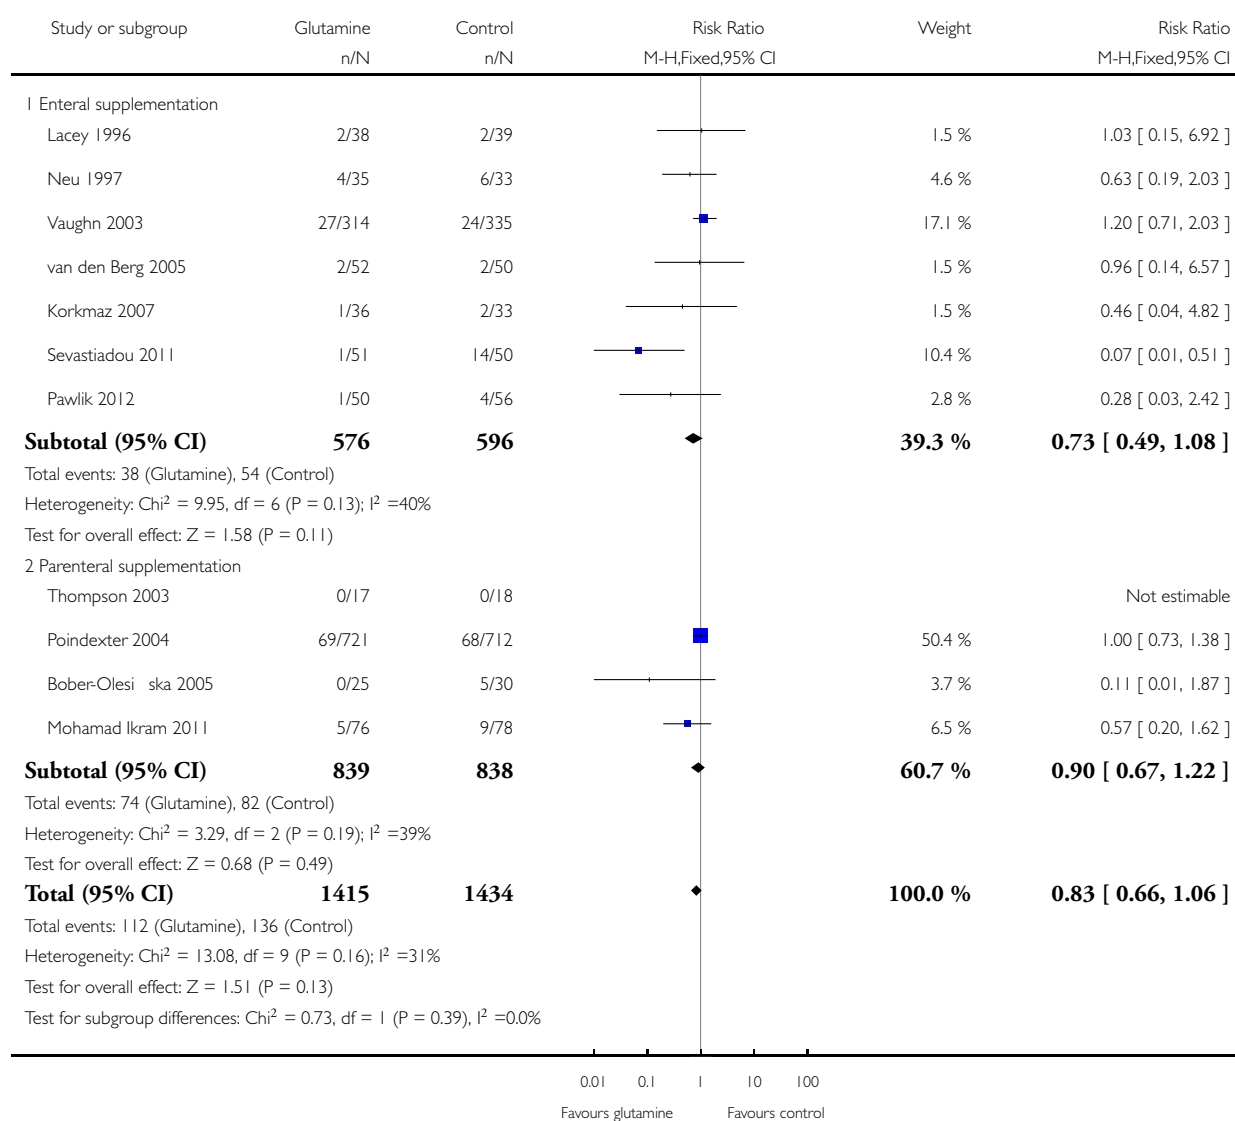 Study or subgroup Glutamine Control Risk Ratio Weight Risk Ratio
n/N n/N M-H,Fixed,95% CI M-H,Fixed,95% CI
1 Enteral supplementation
Lacey 1996 2/38 2/39 1.5 % 1.03 [ 0.15, 6.92 ]
Neu 1997 4/35 6/33 4.6 % 0.63 [ 0.19, 2.03 ]
Vaughn 2003 27/314 24/335 17.1 % 1.20 [ 0.71, 2.03 ]
van den Berg 2005 2/52 2/50 1.5 % 0.96 [ 0.14, 6.57 ]
Korkmaz 2007 1/36 2/33 1.5 % 0.46 [ 0.04, 4.82 ]
Sevastiadou 2011 1/51 14/50 10.4 % 0.07 [ 0.01, 0.51 ]
Pawlik 2012 1/50 4/56 2.8 % 0.28 [ 0.03, 2.42 ]
Subtotal (95% CI) 576 596 39.3 % 0.73 [ 0.49, 1.08 ]
Total events: 38 (Glutamine), 54 (Control)
Heterogeneity: Chi² = 9.95, df = 6 (P = 0.13); I² =40%
Test for overall effect: Z = 1.58 (P = 0.11)
2 Parenteral supplementation
Thompson 2003 0/17 0/18 Not estimable
Poindexter 2004 69/721 68/712 50.4 % 1.00 [ 0.73, 1.38 ]
Bober-Olesi ska 2005 0/25 5/30 3.7 % 0.11 [ 0.01, 1.87 ]
Mohamad Ikram 2011 5/76 9/78 6.5 % 0.57 [ 0.20, 1.62 ]
Subtotal (95% CI) 839 838 60.7 % 0.90 [ 0.67, 1.22 ]
Total events: 74 (Glutamine), 82 (Control)
Heterogeneity: Chi² = 3.29, df = 2 (P = 0.19); I² =39%
Test for overall effect: Z = 0.68 (P = 0.49)
Total (95% CI) 1415 1434 100.0 % 0.83 [ 0.66, 1.06 ]
Total events: 112 (Glutamine), 136 (Control)
Heterogeneity: Chi² = 13.08, df = 9 (P = 0.16); I² =31%
Test for overall effect: Z = 1.51 (P = 0.13)
Test for subgroup differences: Chi² = 0.73, df = 1 (P = 0.39), I² =0.0%
0.01 0.1 1 10 100
Favours glutamine Favours control